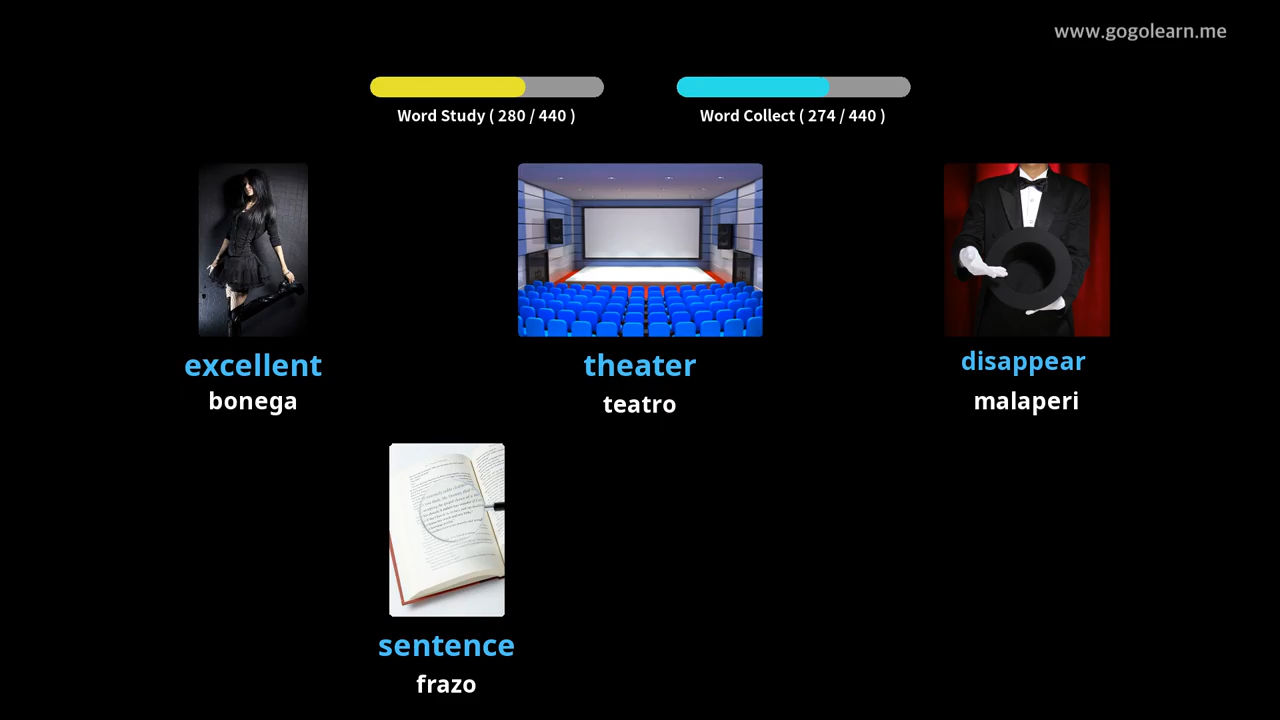 www.gogolearn.me
Word Study ( 280 / 440 )
Word Collect ( 274 / 440 )
excellent
bonega
theater
teatro
disappear
malaperi
sentence
frazo